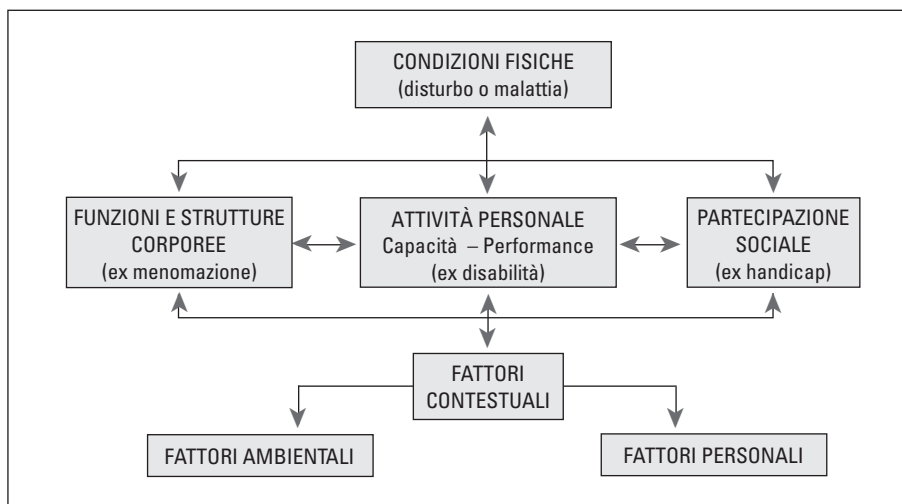 CONDIZIONI FISICHE
(disturbo o malattia)
FUNZIONI E STRUTTURE
CORPOREE
(ex menomazione)
ATTIVITÀ PERSONALE
Capacità – Performance
(ex disabilità)
PARTECIPAZIONE
SOCIALE
(ex handicap)
FATTORI
CONTESTUALI
FATTORI AMBIENTALI
FATTORI PERSONALI